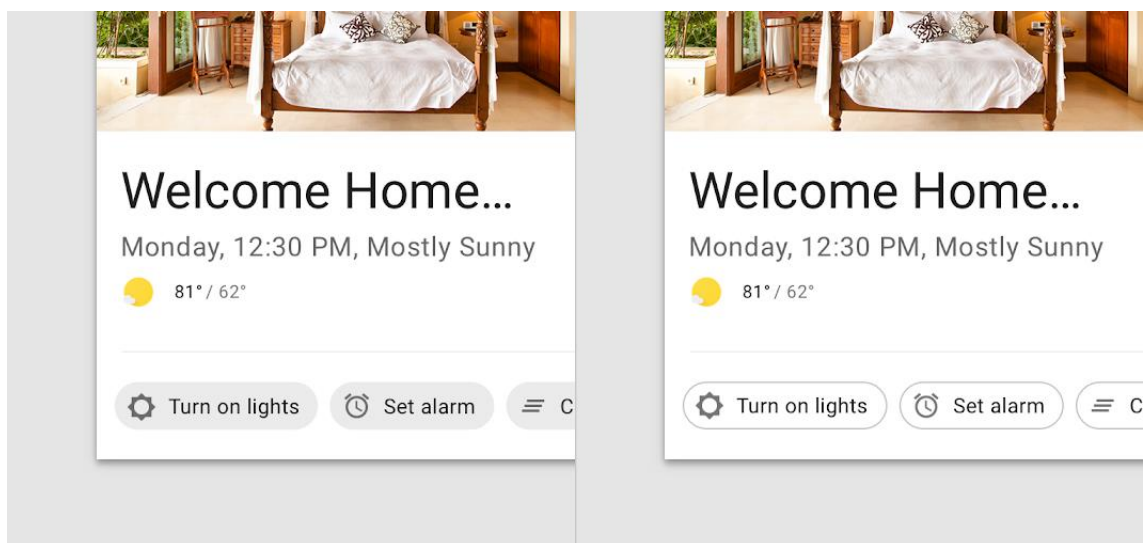 Welcome Home...
Monday, 12:30 PM, Mostly Sunny
81° / 62°
Turn on lights Set alarm C
Welcome Home...
Monday, 12:30 PM, Mostly Sunny
81° / 62°
Turn on lights Set alarm C